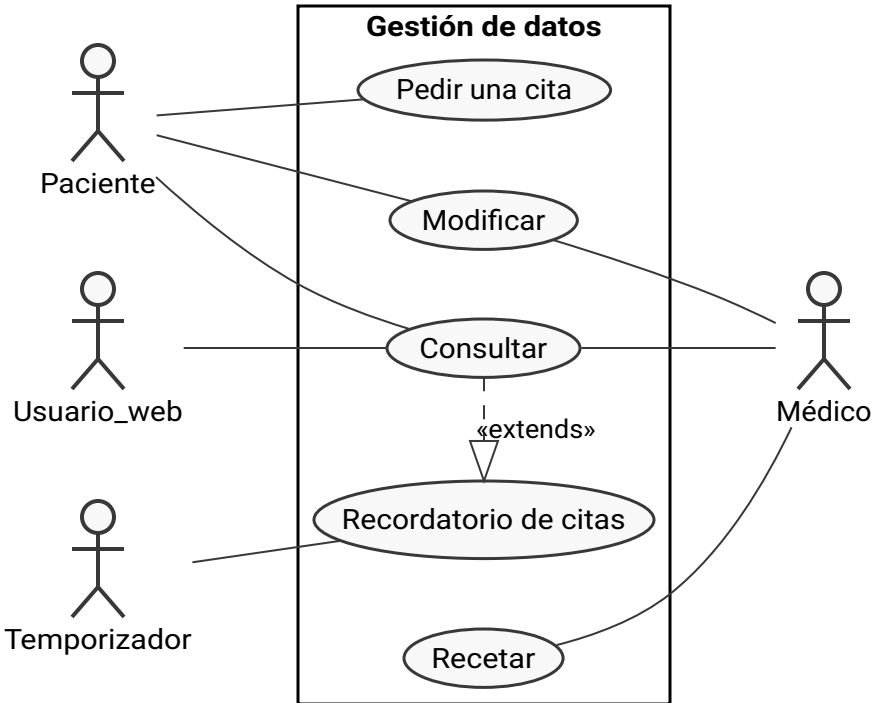 Gestión de datos
Pedir una cita
Paciente
Modificar
Consultar
Usuario_web
Médico
«extends»
Recordatorio de citas
Temporizador
Recetar